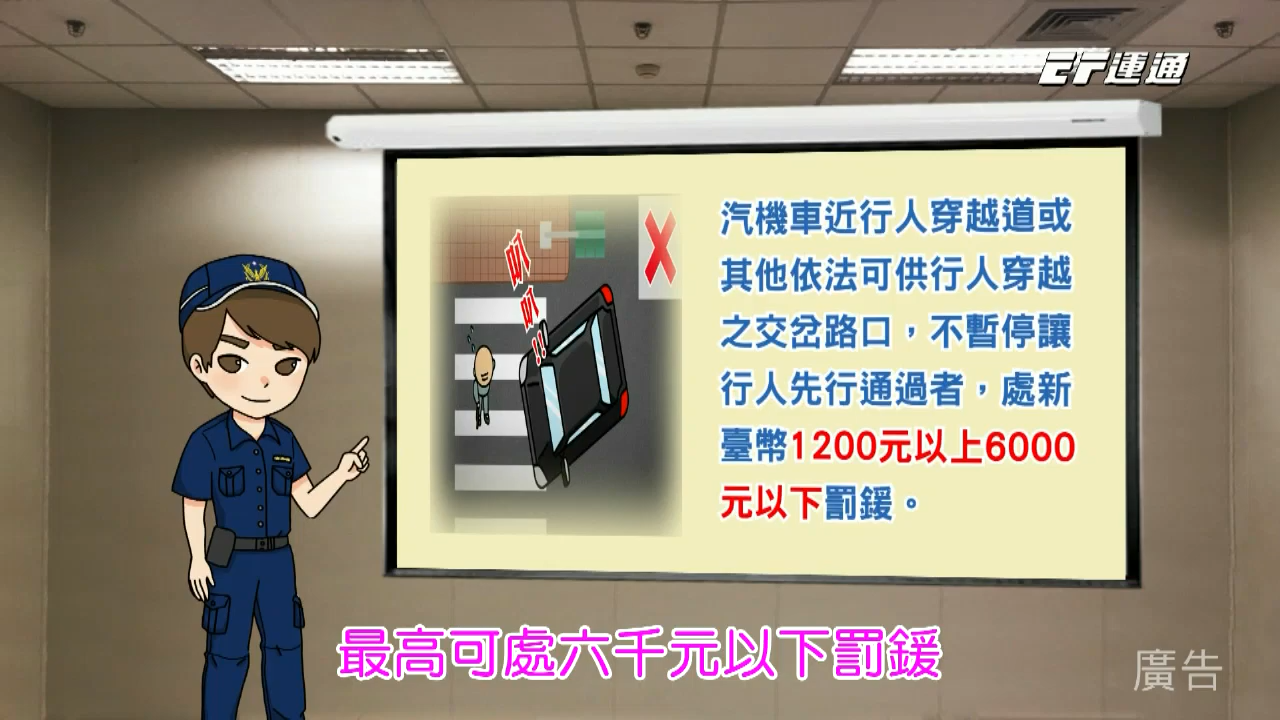 ET運通
叭
叭
!!
汽機車近行人穿越道或
其他依法可供行人穿越
之交岔路口，不暫停讓
行人先行通過者，處新
臺幣1200元以上6000
元以下罰鍰。
最高可處六千元以下罰鍰
廣告